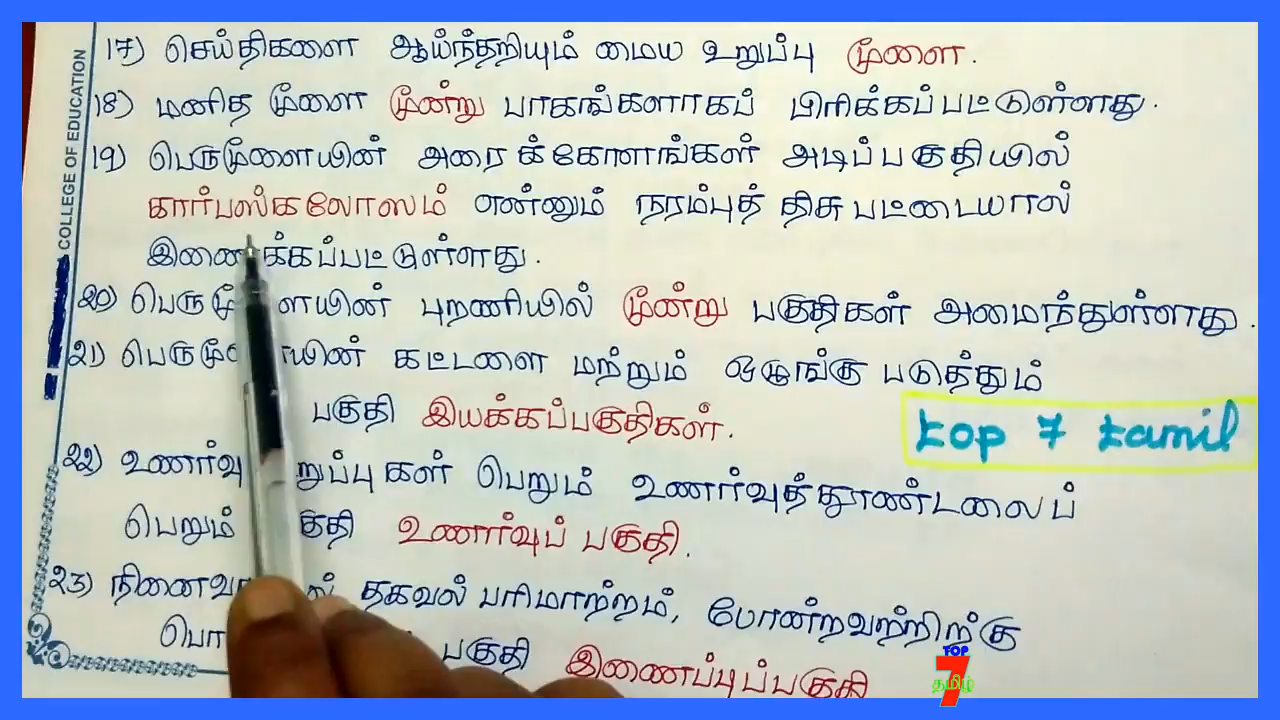 COLLEGE OF EDUCATION
17) செய்திகளை ஆய்ந்தறியும் மைய உறுப்பு மூளை.
18) மனித மூளை மூன்று பாகங்களாகப் பிரிக்கப்பட்டுள்ளது.
19) பெருமூளையின் அரைக்கோளங்கள் அடிப்பகுதியில்
கார்பஸ்கலோஸம் என்னும் நரம்புத் திசு பட்டையால்
இணைக்கப்பட்டுள்ளது.
20) பெருமூளையின் புறணியில் மூன்று பகுதிகள் அமைந்துள்ளது.
21) பெருமூளையின் கட்டளை மற்றும் ஒழுங்கு படுத்தும்
பகுதி இயக்கப்பகுதிகள்.
top 7 tamil
22) உணர்வு உறுப்புகள் பெறும் உணர்வுத்தூண்டலைப்
பெறும் பகுதி உணர்வுப் பகுதி.
23) தகவல் பரிமாற்றம், போன்றவற்றிற்கு
பகுதி இணைப்புப்பகுதி
TOP
7
தமிழ்